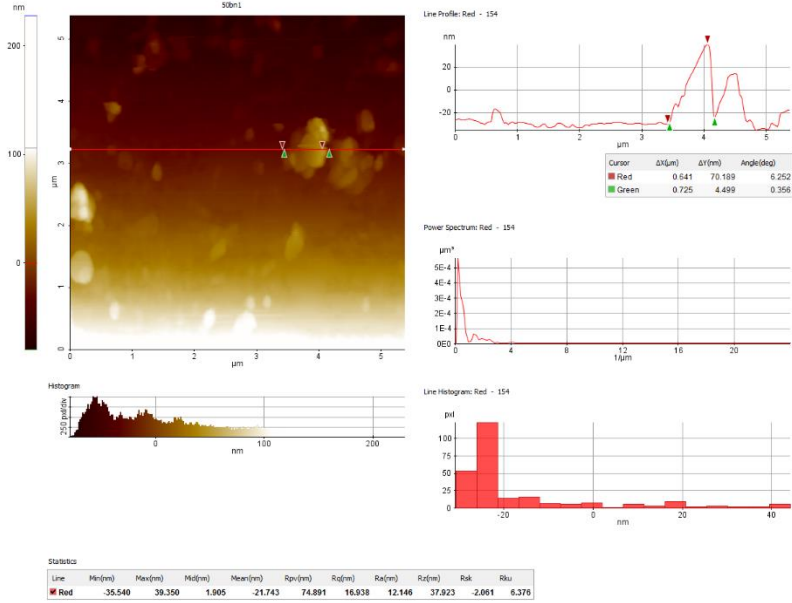 nm
50bn1
200
100
0
μm
5
4
3
2
1
0
0 1 2 3 4 5
μm
Histogram
250 pxl/div
0 200
nm
Line Profile: Red - 154
nm
20
0
-20
0 1 2 3 4 5
μm
Cursor ΔX(μm) ΔY(nm) Angle(deg)
Red 0.641 70.189 6.252
Green 0.725 4.499 0.356
Power Spectrum: Red - 154
5E-4
4E-4
3E-4
2E-4
1E-4
0E0
0 4 8 12 16 20
1/μm
Line Histogram: Red - 154
pxl
100
75
50
25
0
-20 0 20 40
nm
Statistics
Line Min(nm) Max(nm) Mid(nm) Mean(nm) Rpv(nm) Rq(nm) Ra(nm) Rz(nm) Rsk Rku
Red -35.540 39.350 1.905 -21.743 74.891 16.938 12.146 37.923 -2.061 6.376